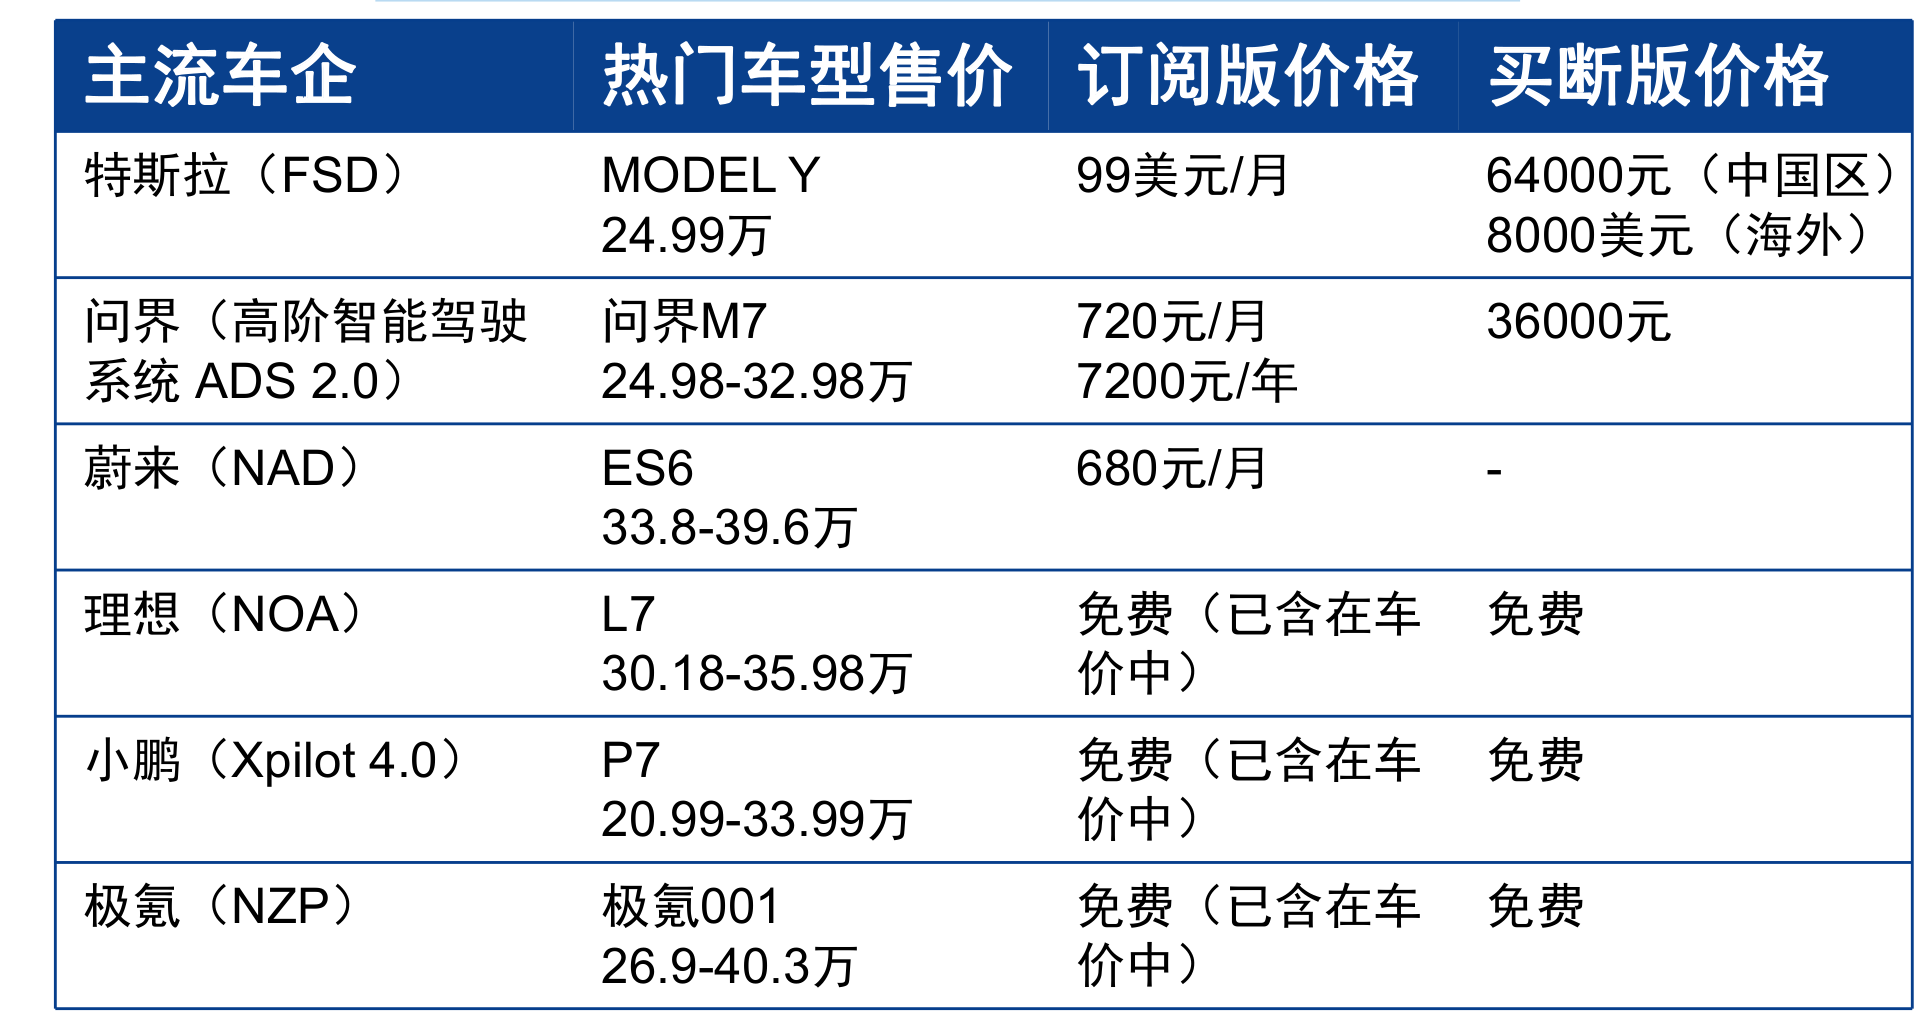 主流车企 热门车型售价 订阅版价格 买断版价格
特斯拉（FSD） MODEL Y 99美元/月 64000元（中国区）
24.99万 8000美元（海外）
问界（高阶智能驾驶 问界M7 720元/月 36000元
系统 ADS 2.0） 24.98-32.98万 7200元/年
蔚来（NAD） ES6 680元/月 -
33.8-39.6万
理想（NOA） L7 免费（已含在车 免费
30.18-35.98万 价中）
小鹏（Xpilot 4.0） P7 免费（已含在车 免费
20.99-33.99万 价中）
极氪（NZP） 极氪001 免费（已含在车 免费
26.9-40.3万 价中）